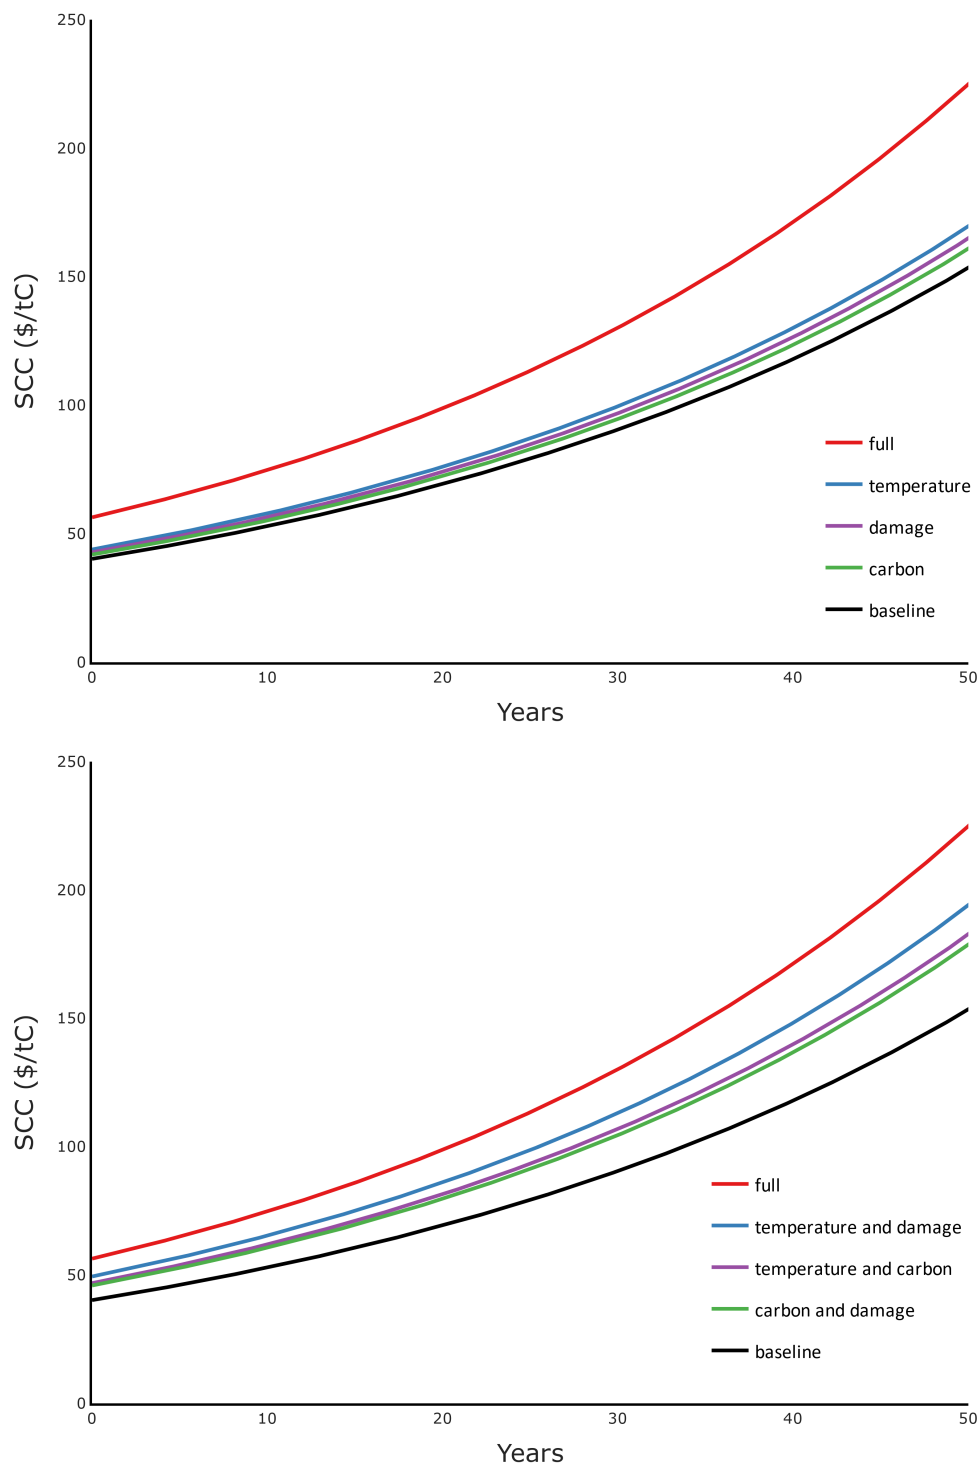 250
200
150
100
50
0
SCC ($/tC)
full
temperature
damage
carbon
baseline
0 10 20 30 40 50
Years
250
200
150
100
50
0
SCC ($/tC)
full
temperature and damage
temperature and carbon
carbon and damage
baseline
0 10 20 30 40 50
Years